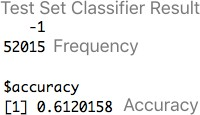 Test Set Classifier Result
-1
52015 Frequency
$accuracy
[1] 0.6120158 Accuracy